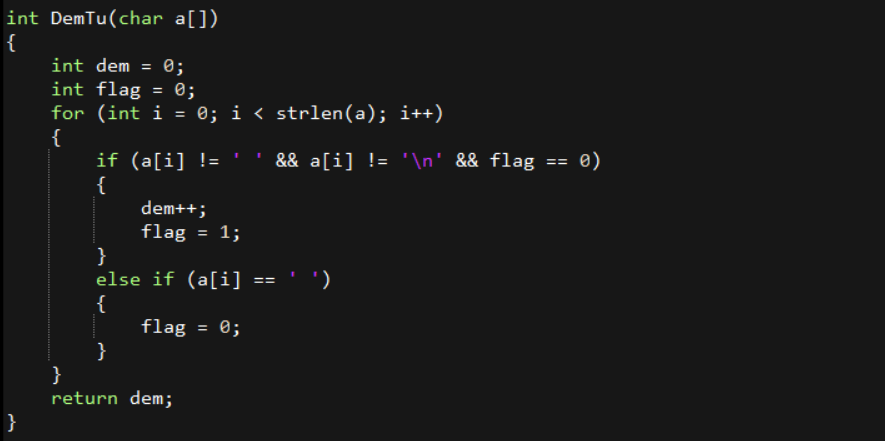 int DemTu(char a[])
{
    int dem = 0;
    int flag = 0;
    for (int i = 0; i < strlen(a); i++)
    {
        if (a[i] != ' ' && a[i] != '\n' && flag == 0)
        {
            dem++;
            flag = 1;
        }
        else if (a[i] == ' ')
        {
            flag = 0;
        }
    }
    return dem;
}